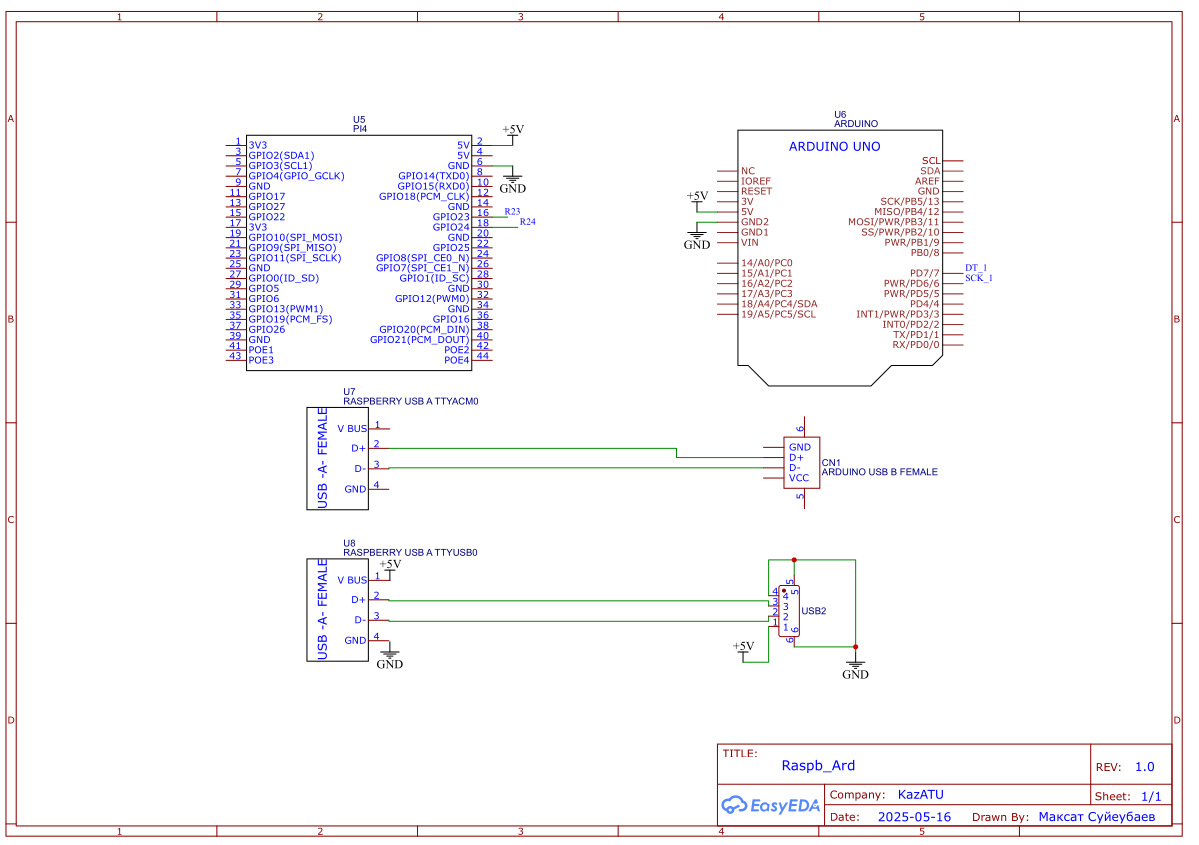 1 2 3 4 5
A A
B B
C C
D D
U5
PI4
1 3V3
3 GPIO2(SDA1)
5 GPIO3(SCL1)
7 GPIO4(GPIO_GCLK)
9 GND
11 GPIO17
13 GPIO27
15 GPIO22
17 3V3
19 GPIO10(SPI_MOSI)
21 GPIO9(SPI_MISO)
23 GPIO11(SPI_SCLK)
25 GND
27 GPIO0(ID_SD)
29 GPIO5
31 GPIO6
33 GPIO13(PWM1)
35 GPIO19(PCM_FS)
37 GPIO26
39 GND
41 POE1
43 POE3
5V 2
5V 4
GND 6
GPIO14(TXD0) 8
GPIO15(RXD0) 10
GPIO18(PCM_CLK) 12
GND 14
GPIO23 16
GPIO24 18
GND 20
GPIO25 22
GPIO8(SPI_CE0_N) 24
GPIO7(SPI_CE1_N) 26
GPIO1(ID_SC) 28
GND 30
GPIO12(PWM0) 32
GND 34
GPIO16 36
GPIO20(PCM_DIN) 38
GPIO21(PCM_DOUT) 40
POE2 42
POE4 44
+5V
GND
R23
R24
U6
ARDUINO
ARDUINO UNO
+5V
GND
NC
IOREF
RESET
3V
5V
GND2
GND1
VIN
14/A0/PC0
15/A1/PC1
16/A2/PC2
17/A3/PC3
18/A4/PC4/SDA
19/A5/PC5/SCL
SCL
SDA
AREF
GND
SCK/PB5/13
MISO/PB4/12
MOSI/PWR/PB3/11
SS/PWR/PB2/10
PWR/PB1/9
PB0/8
PD7/7
PWR/PD6/6
PWR/PD5/5
PD4/4
INT1/PWR/PD3/3
INT0/PD2/2
TX/PD1/1
RX/PD0/0
DT_1
SCK_1
U7
RASPBERRY USB A TTYACM0
USB -A- FEMALE
V BUS 1
D+ 2
D- 3
GND 4
6
GND
D+
D-
VCC
5
CN1
ARDUINO USB B FEMALE
U8
RASPBERRY USB A TTYUSB0
USB -A- FEMALE
+5V
V BUS 1
D+ 2
D- 3
GND 4
GND
5 5
4 4
3 3
2 2
1 1
6 6
USB2
+5V
GND
TITLE:
Raspb_Ard
REV: 1.0
EasyEDA
Company: KazATU
Sheet: 1/1
Date: 2025-05-16 Drawn By: Максат Суйеубаев
1 2 3 4 5